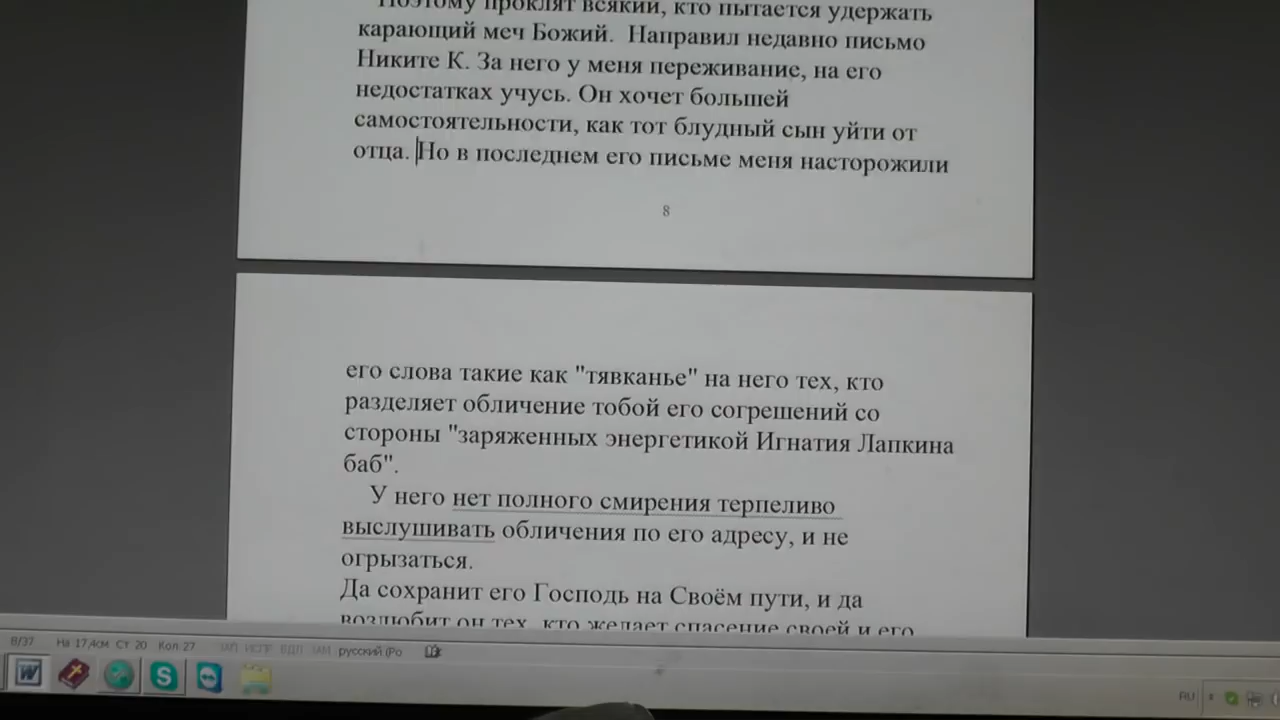 Поэтому проклят всякий, кто пытается удержать
карающий меч Божий.  Направил недавно письмо
Никите К. За него у меня переживание, на его
недостатках учусь. Он хочет большей
самостоятельности, как тот блудный сын уйти от
отца. Но в последнем его письме меня насторожили
8
его слова такие как "тявканье" на него тех, кто
разделяет обличение тобой его согрешений со
стороны "заряженных энергетикой Игнатия Лапкина
баб".
У него нет полного смирения терпеливо
выслушивать обличения по его адресу, и не
огрызаться.
Да сохранит его Господь на Своём пути, и да
возлюбит он тех, кто желает спасение своей и его
8/37 На 17,4см Ст 20 Кол 27 ЗАП ИСПР ВДЛ ЗАМ русский (Ро
RU